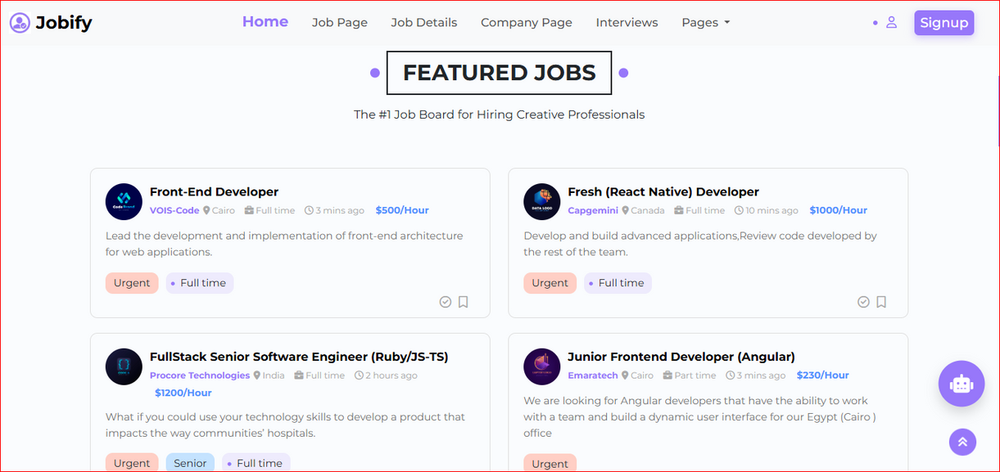 Jobify
Home Job Page Job Details Company Page Interviews Pages
Signup
FEATURED JOBS
The #1 Job Board for Hiring Creative Professionals
Front-End Developer
VOIS-Code Cairo Full time 3 mins ago $500/Hour
Lead the development and implementation of front-end architecture
for web applications.
Urgent Full time
DATA LOGO
Fresh (React Native) Developer
Capgemini Canada Full time 10 mins ago $1000/Hour
Develop and build advanced applications,Review code developed by
the rest of the team.
Urgent Full time
FullStack Senior Software Engineer (Ruby/JS-TS)
Procore Technologies India Full time 2 hours ago
$1200/Hour
What if you could use your technology skills to develop a product that
impacts the way communities’ hospitals.
Urgent Senior Full time
Junior Frontend Developer (Angular)
Emaratech Cairo Part time 3 mins ago $230/Hour
We are looking for Angular developers that have the ability to work
with a team and build a dynamic user interface for our Egypt (Cairo )
office
Urgent